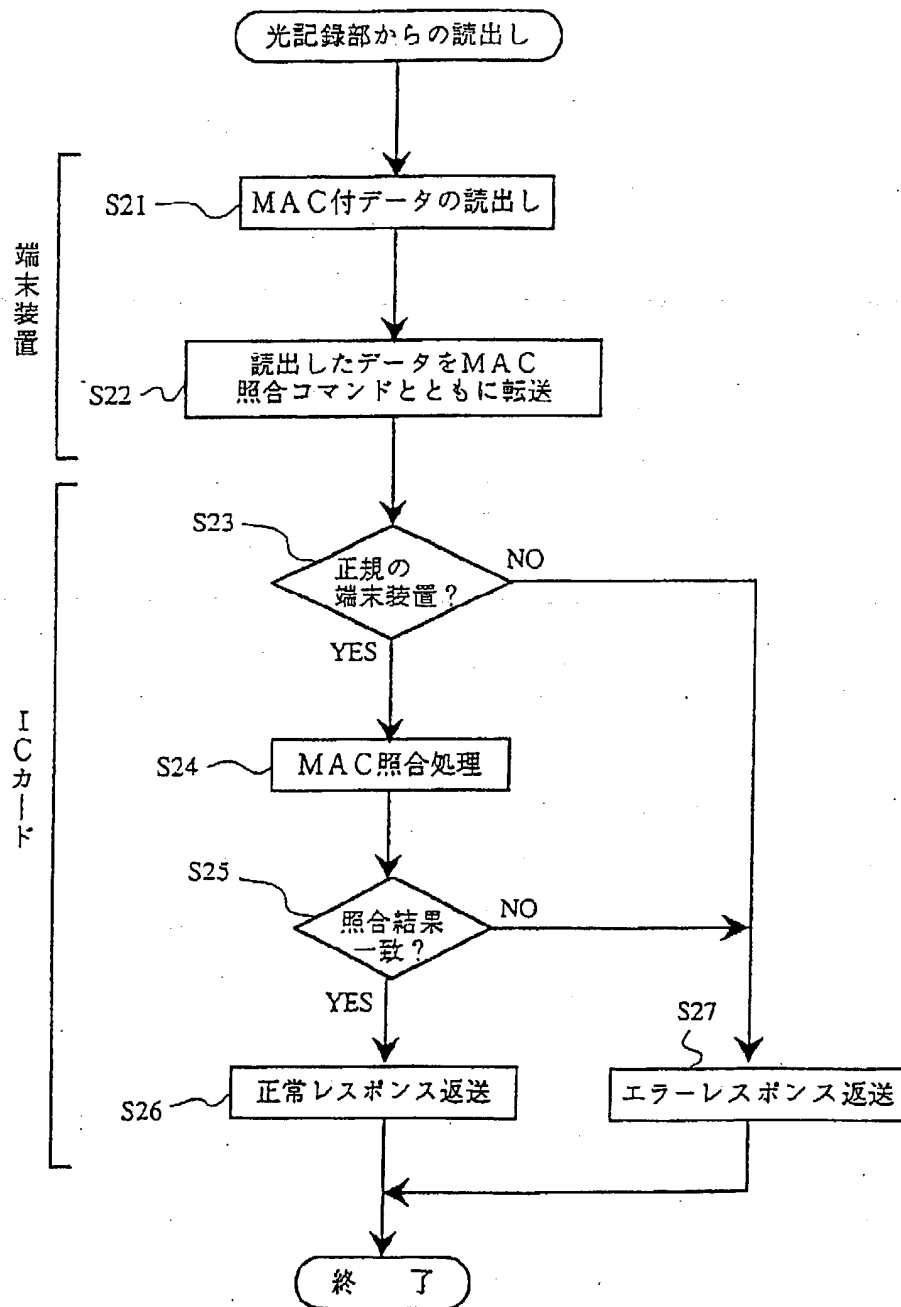 光記録部からの読出し
端末装置
S21
MAC付データの読出し
S22
読出したデータをMAC
照合コマンドとともに転送
ICカード
S23
正規の
端末装置?
NO
YES
S24
MAC照合処理
S25
照合結果
一致?
NO
YES
S26
正常レスポンス返送
S27
エラーレスポンス返送
終 了